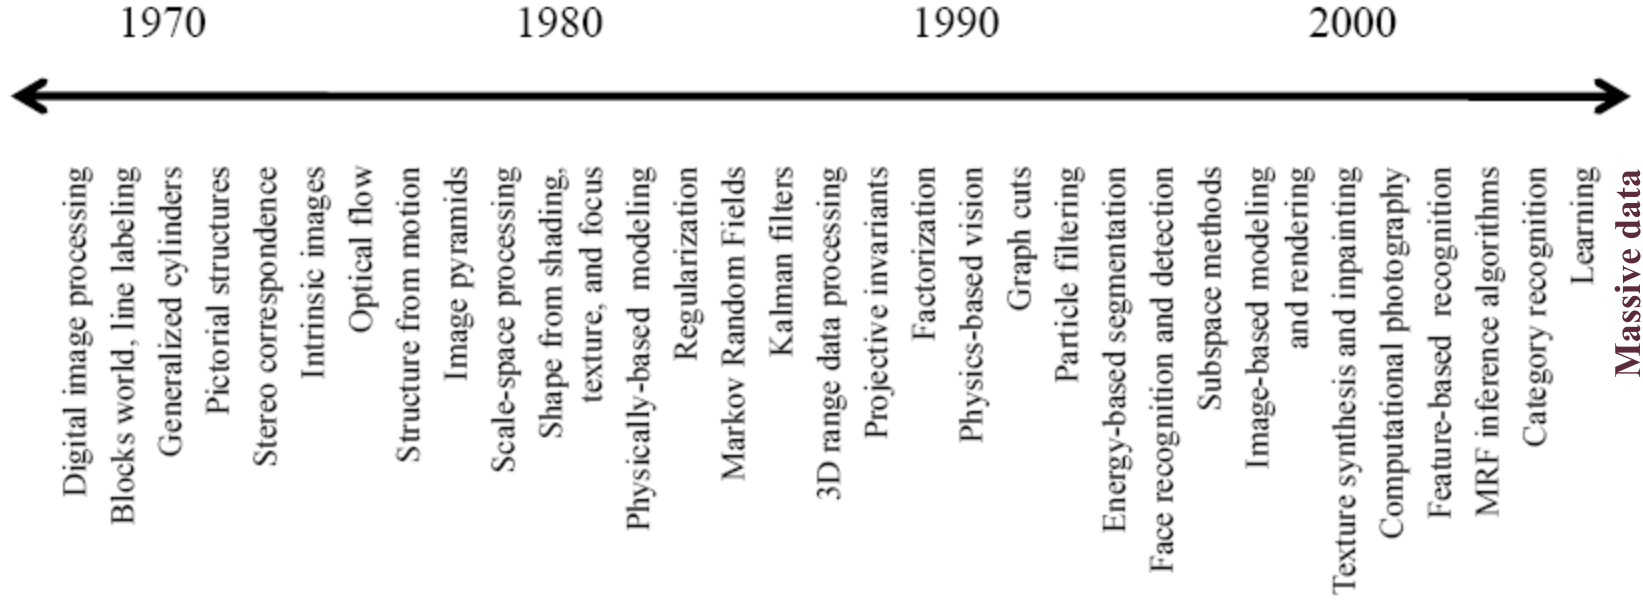 1970
1980
1990
2000
Digital image processing
Blocks world, line labeling
Generalized cylinders
Pictorial structures
Stereo correspondence
Intrinsic images
Optical flow
Structure from motion
Image pyramids
Scale-space processing
Shape from shading,
texture, and focus
Physically-based modeling
Regularization
Markov Random Fields
Kalman filters
3D range data processing
Projective invariants
Factorization
Physics-based vision
Graph cuts
Particle filtering
Energy-based segmentation
Face recognition and detection
Subspace methods
Image-based modeling
and rendering
Texture synthesis and inpainting
Computational photography
Feature-based recognition
MRF inference algorithms
Category recognition
Learning
Massive data